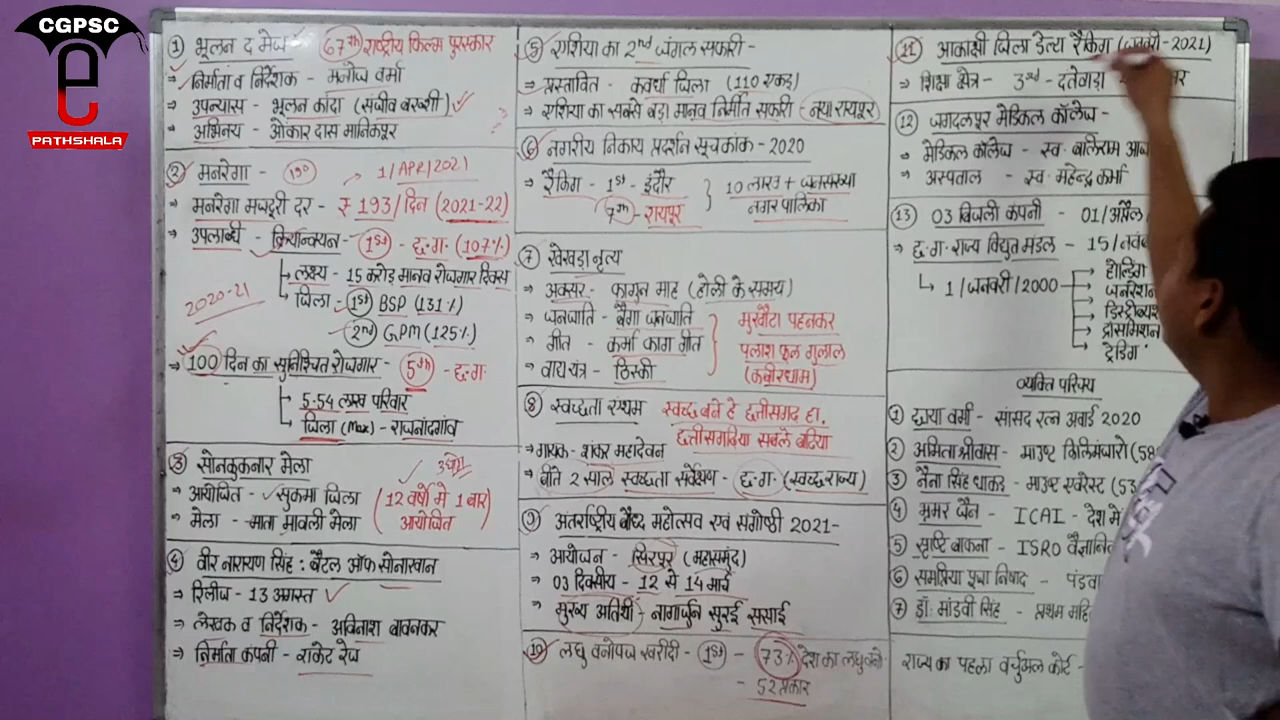 CGPSC
e
PATHSHALA
① भूलन द मेज 67th राष्ट्रीय फिल्म पुरस्कार
⇒ निर्माता व निर्देशक - मनोज वर्मा
⇒ उपन्यास - भूलन कांदा (संजीव बख्शी)
⇒ अभिनय - ओंकार दास मानिकपुर
② मनरेगा - 190 → 1/APR/2021
⇒ मनरेगा मजदूरी दर - ₹ 193/दिन (2021-22)
⇒ उपलब्धि - क्रियान्वयन - 1st - छ.ग. (107%)
लक्ष्य - 15 करोड़ मानव रोजगार दिवस
2020-21
जिला - 1st BSP (131%)
2nd GPM (125%)
⇒ 100 दिन का सुनिश्चित रोजगार - 5th - छ.ग.
5.54 लाख परिवार
जिला (Max) - राजनांदगांव
③ सोनकुकनार मेला
⇒ आयोजित - सुकमा जिला (12 वर्षो मे 1 बार आयोजित)
⇒ मेला - माता मावली मेला
④ वीर नारायण सिंह : बैटल ऑफ सोनाखान
⇒ रिलीज - 13 अगस्त
⇒ लेखक व निर्देशक - अविनाश बावनकर
⇒ निर्माता कंपनी - राकेट रेज
⑤ एशिया का 2nd जंगल सफारी -
⇒ प्रस्तावित - कवर्धा जिला (110 एकड़)
⇒ एशिया का सबसे बड़ा मानव निर्मित सफारी - नया रायपुर
⑥ नगरीय निकाय प्रदर्शन सूचकांक - 2020
⇒ रैंकिंग - 1st - इंदौर
7th - रायपुर
10 लाख + जनसंख्या
नगर पालिका
⑦ खेखड़ा नृत्य
⇒ अवसर - फागुन माह (होली के समय)
⇒ जनजाति - बैगा जनजाति
⇒ गीत - कर्मा फाग गीत
⇒ वाद्य यंत्र - ठिस्की
मुखौटा पहनकर
पलाश फूल गुलाल
(कबीरधाम)
⑧ स्वच्छता एंथम स्वच्छ बने हे छत्तीसगढ़ हा,
छत्तीसगढ़िया सबले बढ़िया
⇒ गायक - शंकर महादेवन
⇒ बीते 2 साल स्वच्छता सर्वेक्षण - छ.ग. (स्वच्छ राज्य)
⑨ अंतर्राष्ट्रीय बौद्ध महोत्सव एवं संगोष्ठी 2021-
⇒ आयोजन - सिरपुर (महासमुंद)
⇒ 03 दिवसीय - 12 से 14 मार्च
⇒ मुख्य अतिथी - नागार्जुन सुरई ससाई
⑩ लघु वनोपज खरीदी - 1st - 73% देश का लघु वनो
- 52 प्रकार
⑪ आकांक्षी जिला डेल्टा रैंकिंग (जनवरी-2021)
⇒ शिक्षा क्षेत्र - 3rd - दंतेवाड़ा
⑫ जगदलपुर मेडिकल कॉलेज -
⇒ मेडिकल कॉलेज - स्व. बलिराम
⇒ अस्पताल - स्व. महेन्द्र कर्मा
⑬ 03 बिजली कंपनी - 01/अप्रैल/
⇒ छ.ग. राज्य विद्युत मंडल - 15/नवं
1/जनवरी/2000
होल्डिंग
जनरेशन
डिस्ट्रीब्यूश
ट्रांसमिशन
ट्रेडिंग
व्यक्ति परिचय
① छाया वर्मा - सांसद रत्न अवार्ड 2020
② अमिता श्रीवास - माउण्ट किलिमंजारो (58
③ नैना सिंह धाकड़ - माउण्ट एवरेस्ट (53
④ भ्रमर जैन - ICAI - देश मे
⑤ सृष्टि बाफना - ISRO वैज्ञानि
⑥ समप्रिया पूजा निषाद - पंडवा
⑦ डॉ. मांडवी सिंह - प्रथम
राज्य का पहला वर्चुअल कोर्ट -